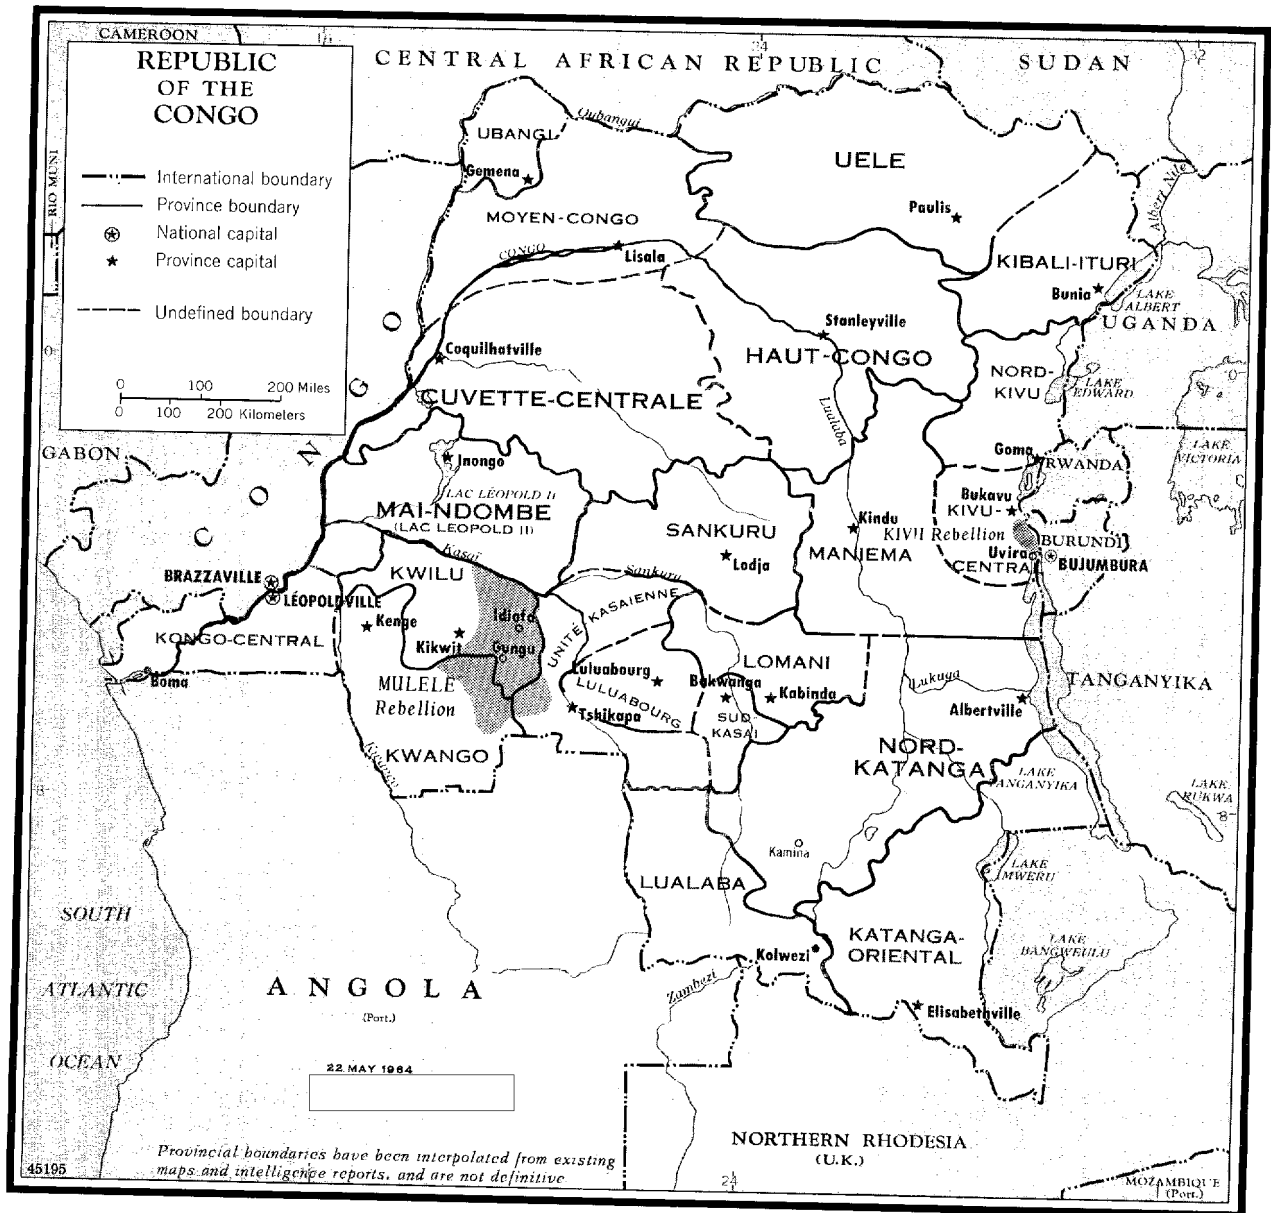 CAMEROON
REPUBLIC
OF THE
CONGO
International boundary
Province boundary
National capital
Province capital
Undefined boundary
0 100 200 Miles
0 100 200 Kilometers
24
CENTRAL AFRICAN REPUBLIC
SUDAN
RIO MUNI
Oubangui
UBANGI
Gemena
UELE
Paulis
MOYEN-CONGO
CONGO
Lisala
Albert Nile
KIBALI-ITURI
Bunia
LAKE
ALBERT
UGANDA
Stanleyville
HAUT-CONGO
Coquilhatville
CUVETTE-CENTRALE
Lualaba
NORD-
KIVU
LAKE
EDWARD
CONGO
GABON
LAKE
VICTORIA
Goma
RWANDA
Inongo
LAC LÉOPOLD II
MAI-NDOMBE
(LAC LEOPOLD II)
SANKURU
Lodja
Kindu
MANIEMA
Bukavu
KIVU-
KIVU Rebellion
BURUNDI
Uvira
CENTRAL
BUJUMBURA
Kasai
BRAZZAVILLE
LÉOPOLDVILLE
KWILU
Sankuru
Idiofa
Kenge
Kikwit
Gungu
UNITÉ KASAIENNE
KONGO-CENTRAL
Boma
MULELE
Rebellion
Luluabourg
LULUABOURG
Tshikapa
Bakwanga
LOMANI
Kabinda
SUD
KASAI
Lukuga
Albertville
TANGANYIKA
KWANGO
NORD-
KATANGA
LAKE
TANGANYIKA
LAKE
RUKWA
8
Kamina
LAKE
MWERU
LUALABA
SOUTH
ATLANTIC
OCEAN
ANGOLA
(Port.)
Kolwezi
KATANGA-
ORIENTAL
LAKE
BANGWEULU
Zambezi
Elisabethville
22 MAY 1964
NORTHERN RHODESIA
(U.K.)
Provincial boundaries have been interpolated from existing
maps and intelligence reports, and are not definitive
45195
24
MOZAMBIQUE
(Port.)